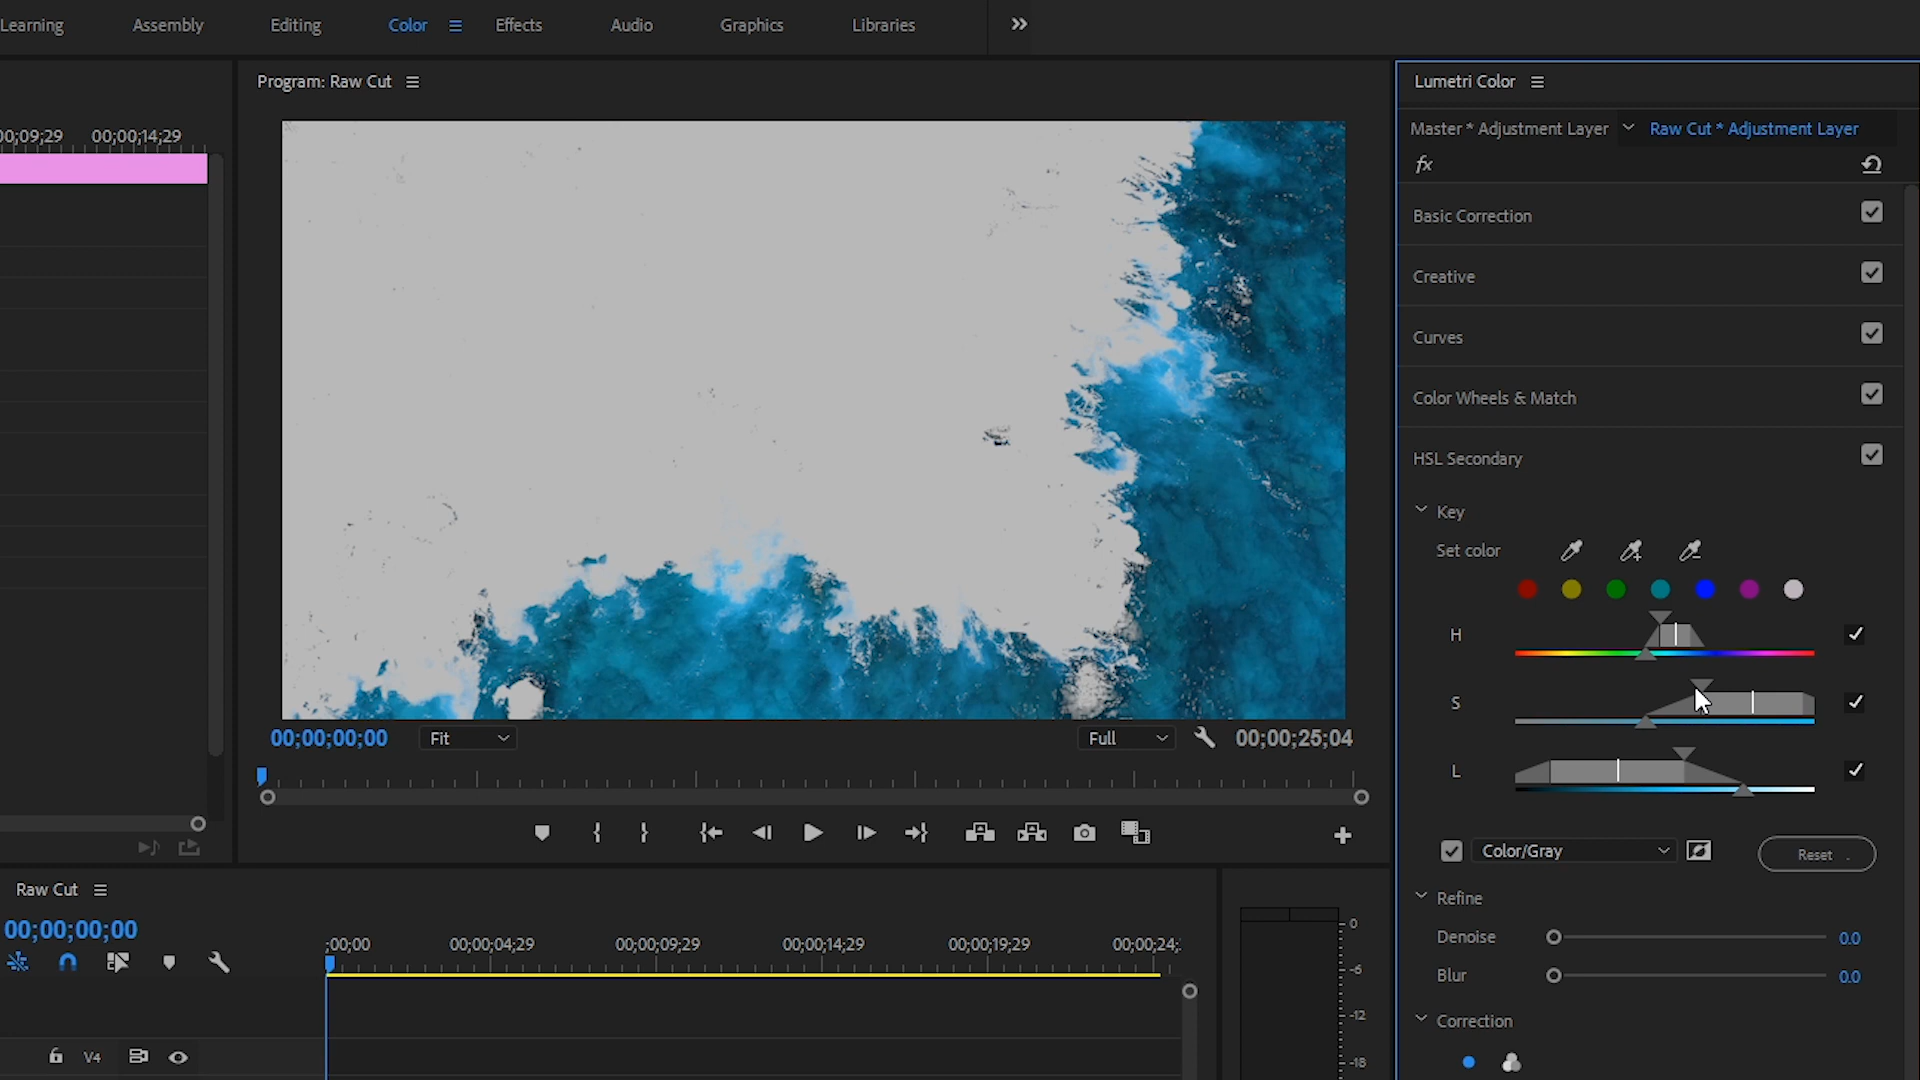 Learning Assembly Editing Color Effects Audio Graphics Libraries
Program: Raw Cut
Lumetri Color
00;09;29 00;00;14;29
Master * Adjustment Layer Raw Cut * Adjustment Layer
fx
Basic Correction
Creative
Curves
Color Wheels & Match
HSL Secondary
Key
Set color
H
S
L
00;00;00;00 Fit Full 00;00;25;04
Color/Gray Reset
Refine
Denoise 0.0
Blur 0.0
Correction
Raw Cut
00;00;00;00
;00;00 00;00;04;29 00;00;09;29 00;00;14;29 00;00;19;29 00;00;24;
0
-6
-12
-18
V4